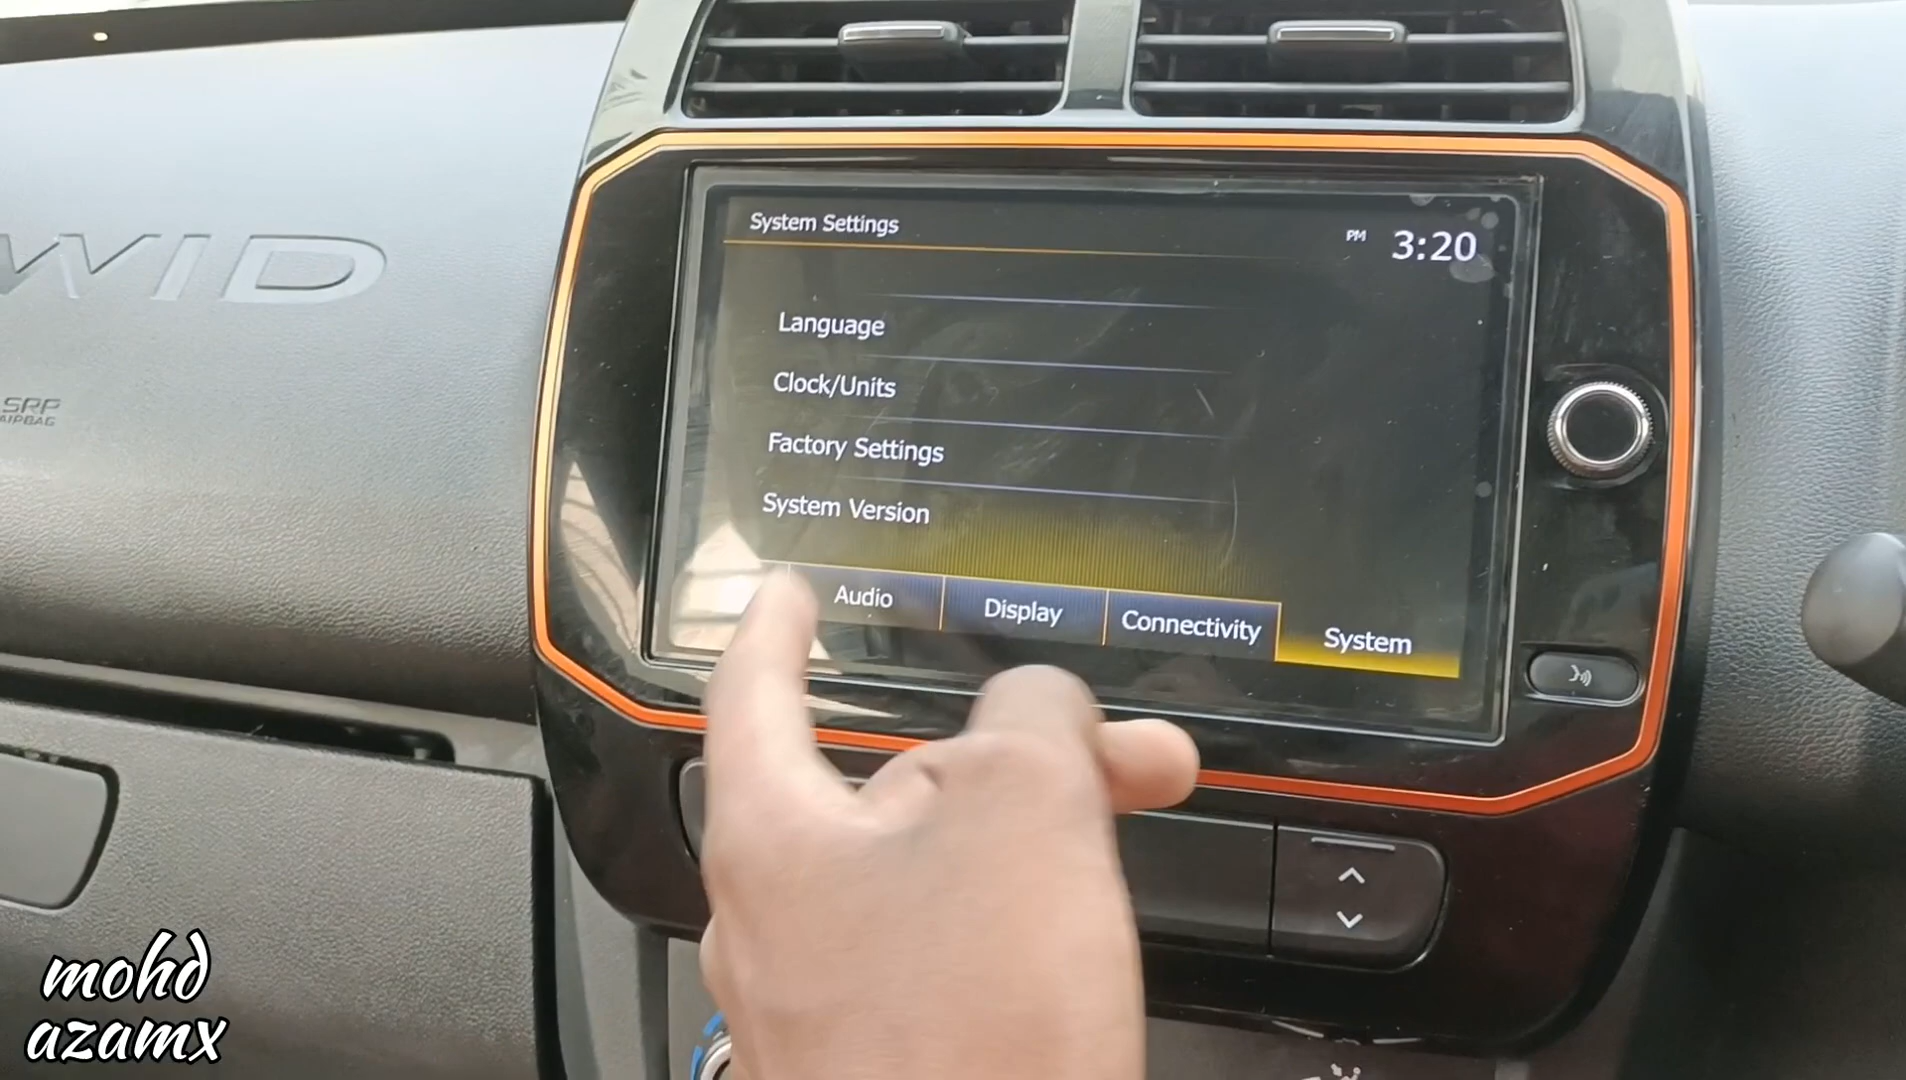 System Settings
PM 3:20
Language
Clock/Units
Factory Settings
System Version
Audio
Display
Connectivity
System
WID
SRP
AIRBAG
mohd
azamx